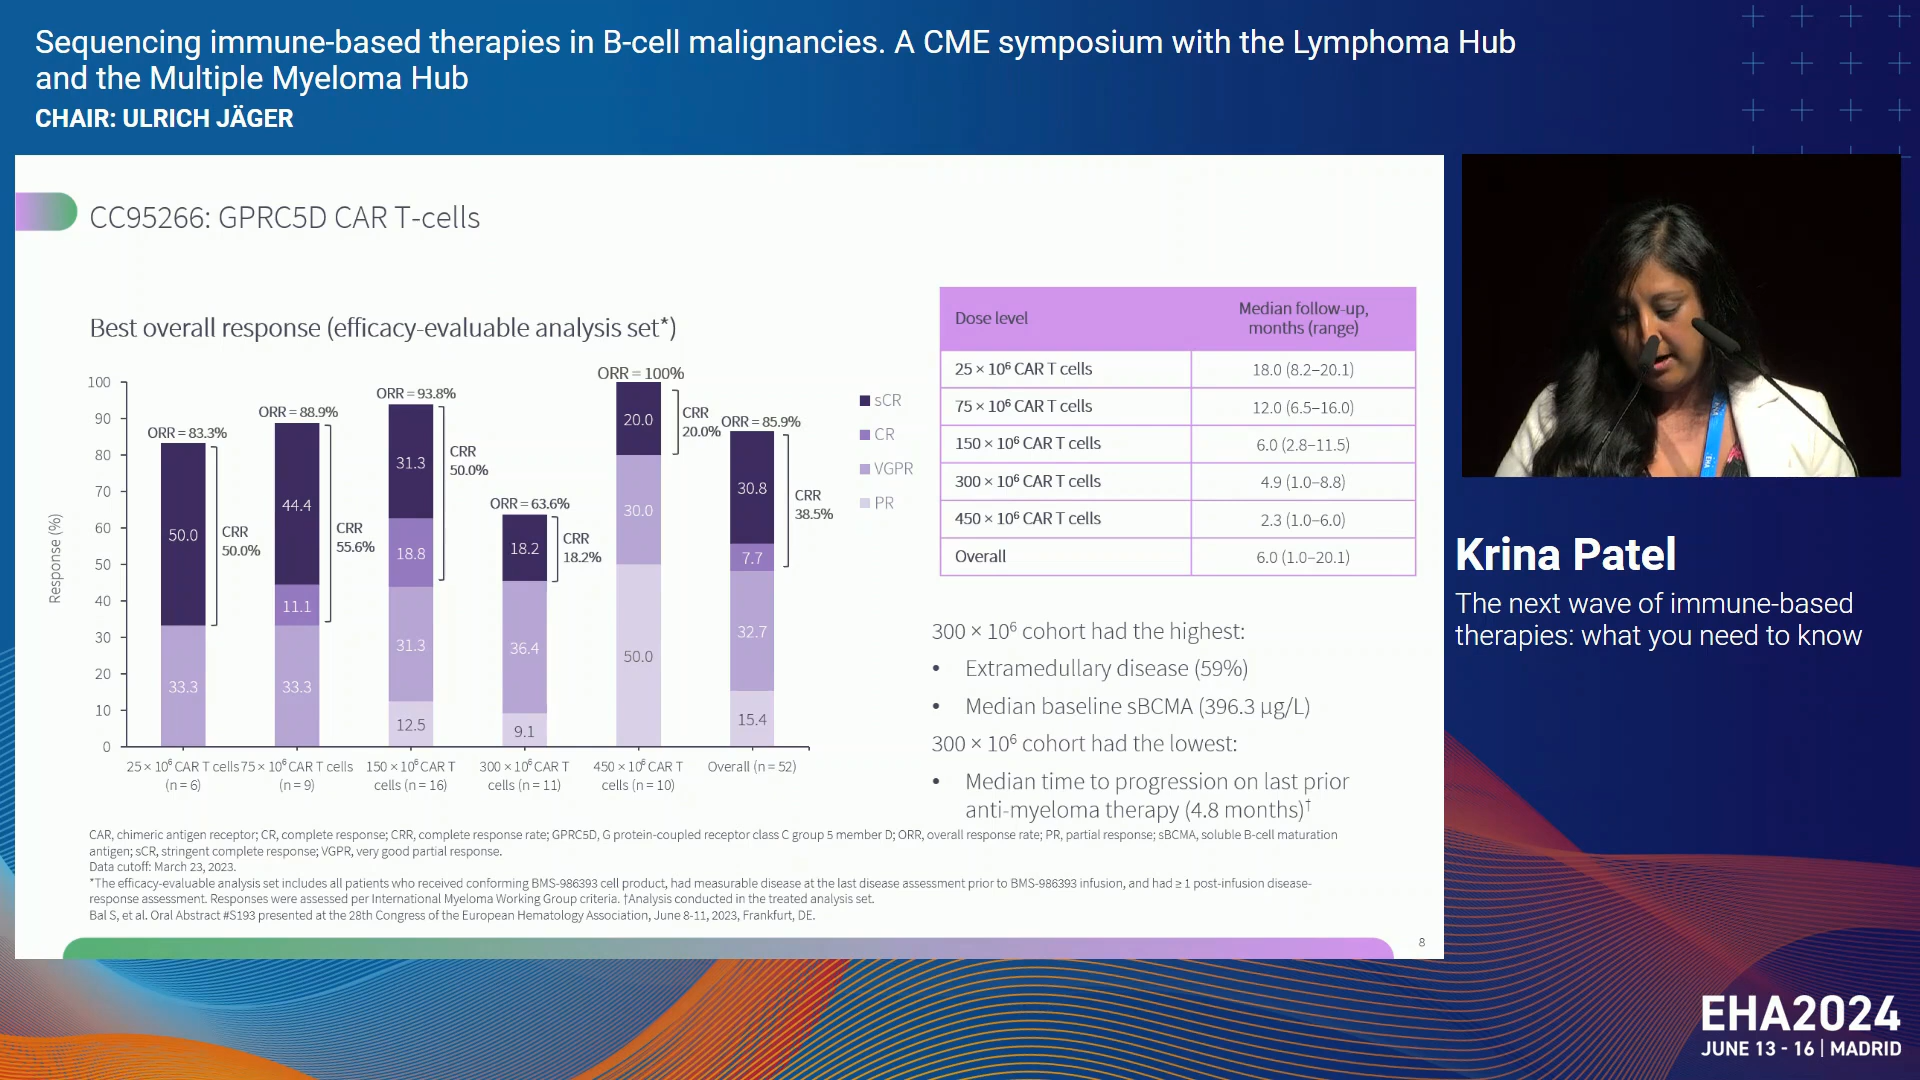 Sequencing immune-based therapies in B-cell malignancies. A CME symposium with the Lymphoma Hub
and the Multiple Myeloma Hub
CHAIR: ULRICH JÄGER
CC95266: GPRC5D CAR T-cells
Best overall response (efficacy-evaluable analysis set*)
Response (%)
100
90
80
70
60
50
40
30
20
10
0
ORR = 83.3%
50.0
33.3
CRR
50.0%
ORR = 88.9%
44.4
11.1
33.3
CRR
55.6%
ORR = 93.8%
31.3
18.8
31.3
12.5
CRR
50.0%
ORR = 63.6%
18.2
36.4
9.1
CRR
18.2%
ORR = 100%
20.0
30.0
50.0
CRR
20.0%
ORR = 85.9%
30.8
7.7
32.7
15.4
CRR
38.5%
sCR
CR
VGPR
PR
25 × 10⁶ CAR T cells
(n = 6)
75 × 10⁶ CAR T cells
(n = 9)
150 × 10⁶ CAR T
cells (n = 16)
300 × 10⁶ CAR T
cells (n = 11)
450 × 10⁶ CAR T
cells (n = 10)
Overall (n = 52)
Dose level Median follow-up,
months (range)
25 × 10⁶ CAR T cells 18.0 (8.2–20.1)
75 × 10⁶ CAR T cells 12.0 (6.5–16.0)
150 × 10⁶ CAR T cells 6.0 (2.8–11.5)
300 × 10⁶ CAR T cells 4.9 (1.0–8.8)
450 × 10⁶ CAR T cells 2.3 (1.0–6.0)
Overall 6.0 (1.0–20.1)
300 × 10⁶ cohort had the highest:
• Extramedullary disease (59%)
• Median baseline sBCMA (396.3 µg/L)
300 × 10⁶ cohort had the lowest:
• Median time to progression on last prior
anti-myeloma therapy (4.8 months)†
CAR, chimeric antigen receptor; CR, complete response; CRR, complete response rate; GPRC5D, G protein-coupled receptor class C group 5 member D; ORR, overall response rate; PR, partial response; sBCMA, soluble B-cell maturation
antigen; sCR, stringent complete response; VGPR, very good partial response.
Data cutoff: March 23, 2023.
*The efficacy-evaluable analysis set includes all patients who received conforming BMS-986393 cell product, had measurable disease at the last disease assessment prior to BMS-986393 infusion, and had ≥ 1 post-infusion disease-
response assessment. Responses were assessed per International Myeloma Working Group criteria. †Analysis conducted in the treated analysis set.
Bal S, et al. Oral Abstract #S193 presented at the 28th Congress of the European Hematology Association, June 8-11, 2023, Frankfurt, DE.
8
Krina Patel
The next wave of immune-based
therapies: what you need to know
EHA2024
JUNE 13 - 16 | MADRID